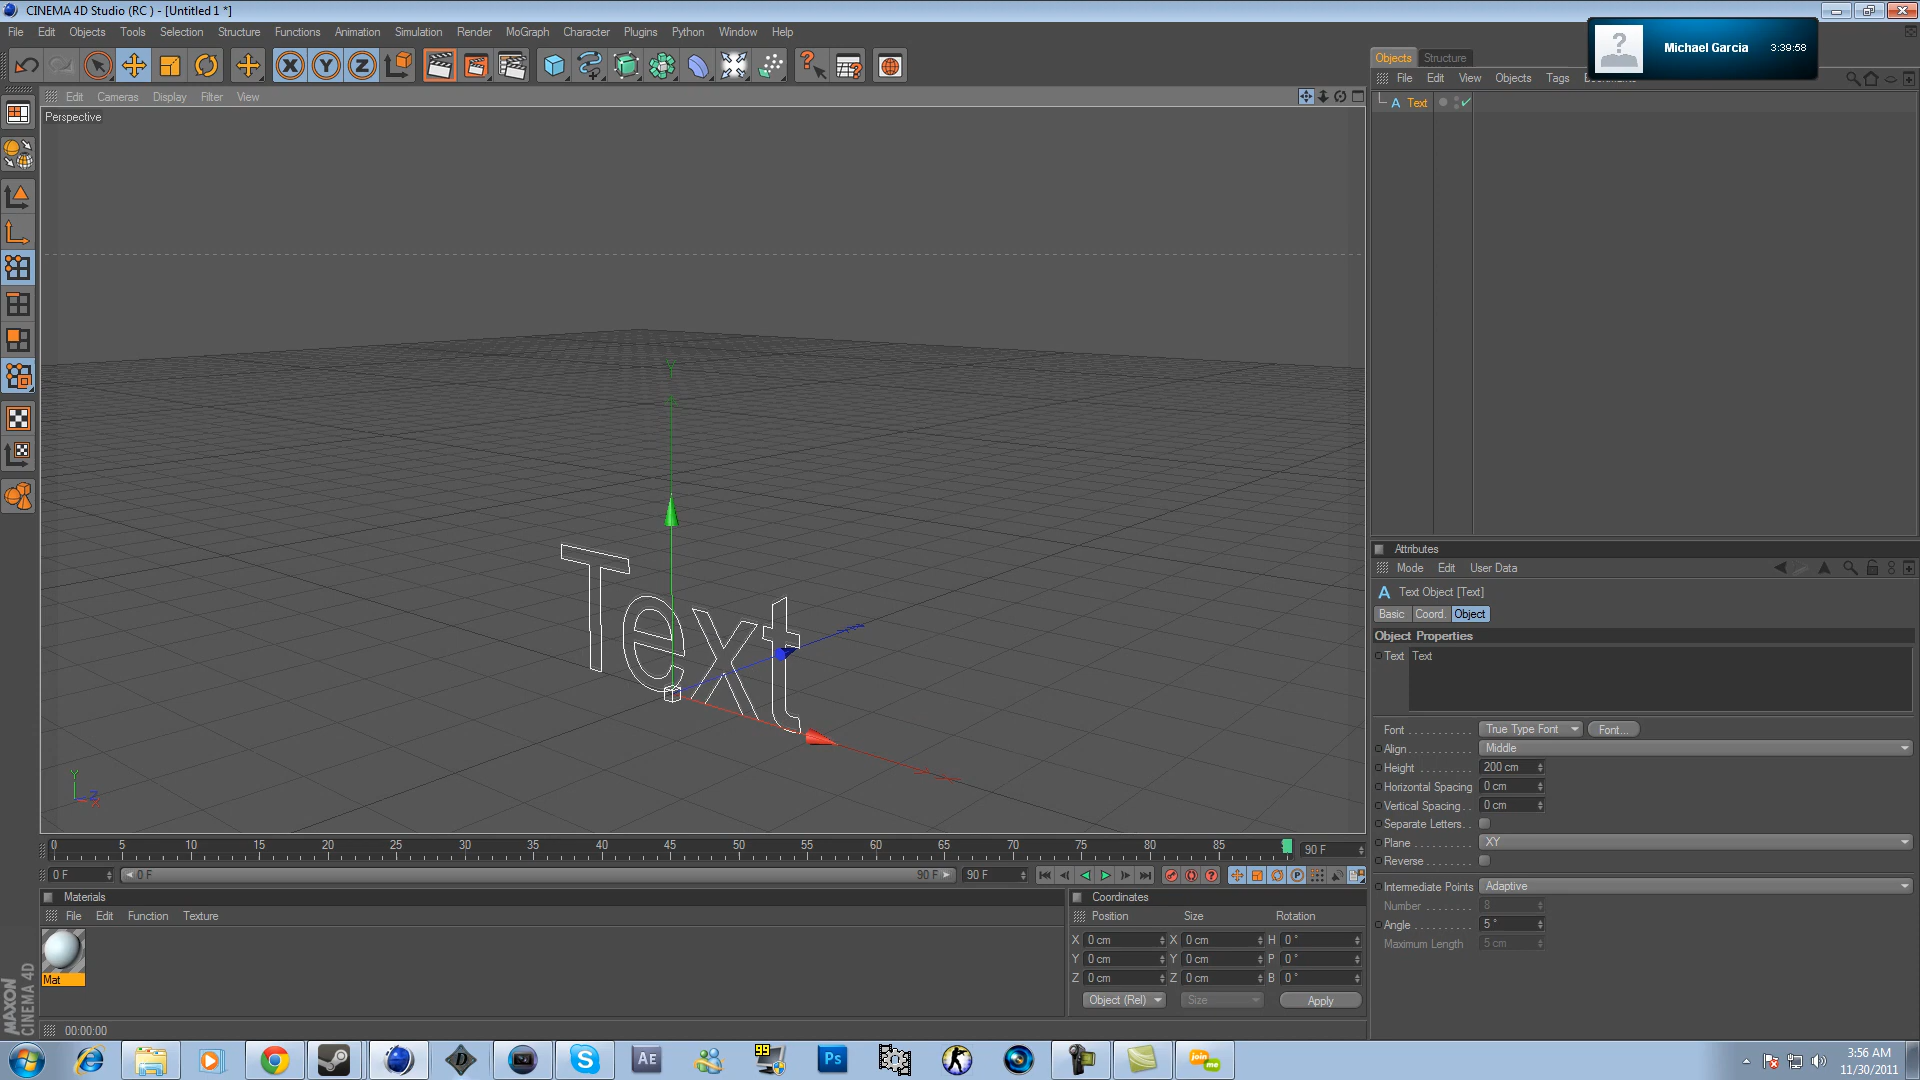 CINEMA 4D Studio (RC ) - [Untitled 1 *]
File Edit Objects Tools Selection Structure Functions Animation Simulation Render MoGraph Character Plugins Python Window Help
Michael Garcia 3:39:58
Objects Structure
File Edit View Objects Tags
Edit Cameras Display Filter View
Perspective
Text
Y
Text
Y
Z
Attributes
Mode Edit User Data
Text Object [Text]
Basic Coord. Object
Object Properties
Text Text
Font True Type Font Font...
Align Middle
Height 200 cm
Horizontal Spacing 0 cm
Vertical Spacing 0 cm
Separate Letters
Plane XY
Reverse
Intermediate Points Adaptive
Number 8
Angle 5 °
Maximum Length 5 cm
0 5 10 15 20 25 30 35 40 45 50 55 60 65 70 75 80 85 90 F
0 F 0 F 90 F 90 F
Materials
File Edit Function Texture
Mat
Coordinates
Position Size Rotation
X 0 cm X 0 cm H 0 °
Y 0 cm Y 0 cm P 0 °
Z 0 cm Z 0 cm B 0 °
Object (Rel) Size Apply
MAXON
CINEMA 4D
00:00:00
Ae
99
Ps
join
me
3:56 AM
11/30/2011